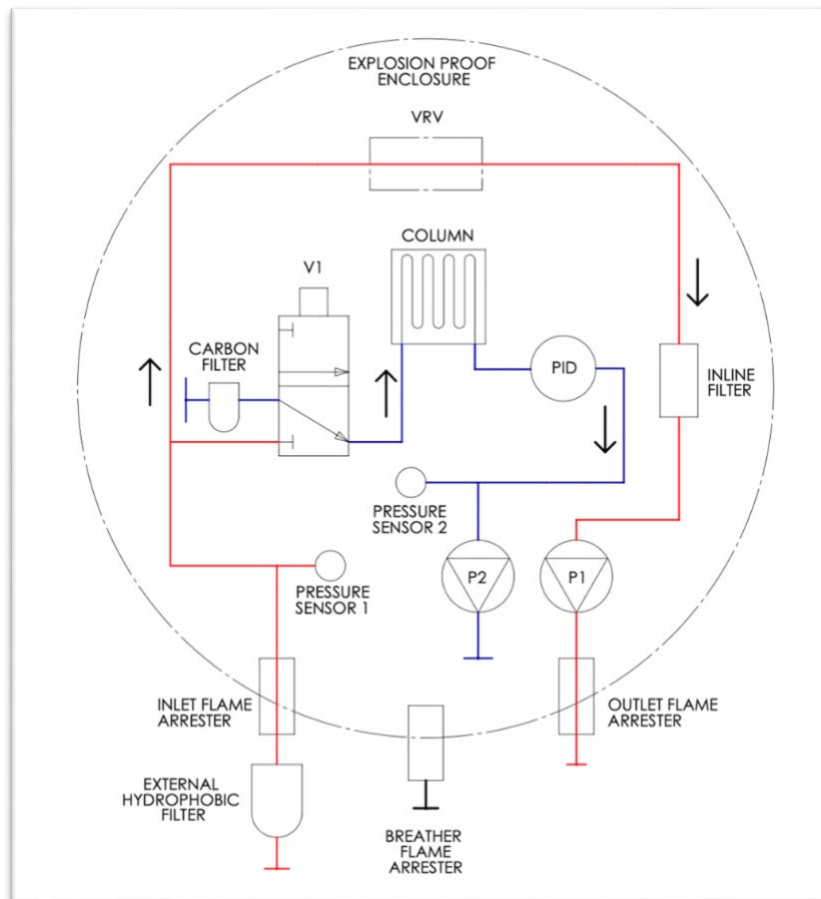 EXPLOSION PROOF
ENCLOSURE
VRV
COLUMN
V1
CARBON
FILTER
PID
INLINE
FILTER
PRESSURE
SENSOR 2
P2
P1
PRESSURE
SENSOR 1
INLET FLAME
ARRESTER
OUTLET FLAME
ARRESTER
EXTERNAL
HYDROPHOBIC
FILTER
BREATHER
FLAME
ARRESTER